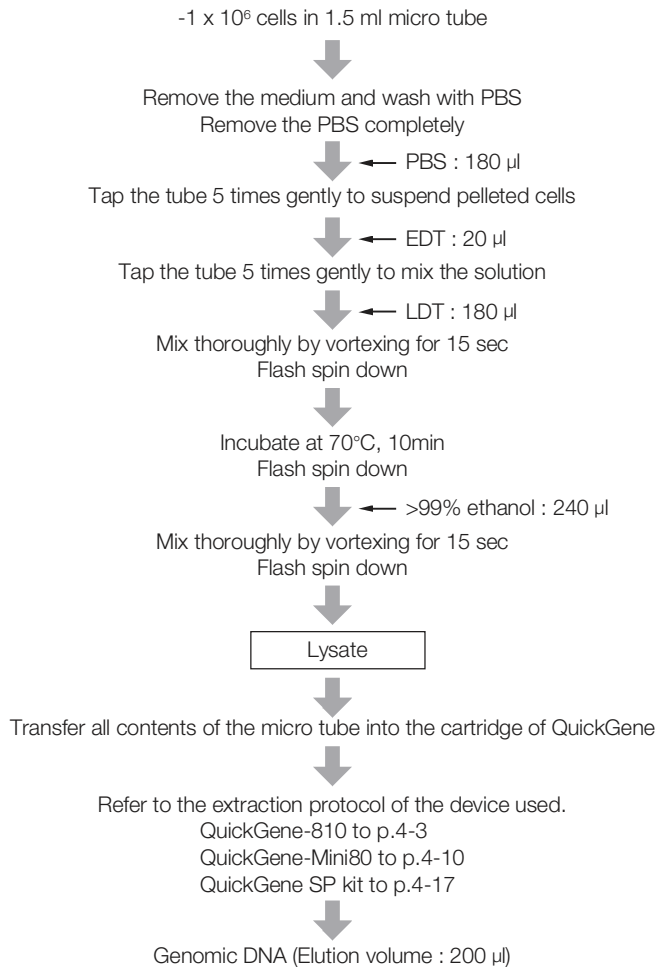 -1 x 10⁶ cells in 1.5 ml micro tube
Remove the medium and wash with PBS
Remove the PBS completely
PBS : 180 µl
Tap the tube 5 times gently to suspend pelleted cells
EDT : 20 µl
Tap the tube 5 times gently to mix the solution
LDT : 180 µl
Mix thoroughly by vortexing for 15 sec
Flash spin down
Incubate at 70°C, 10min
Flash spin down
>99% ethanol : 240 µl
Mix thoroughly by vortexing for 15 sec
Flash spin down
Lysate
Transfer all contents of the micro tube into the cartridge of QuickGene
Refer to the extraction protocol of the device used.
QuickGene-810 to p.4-3
QuickGene-Mini80 to p.4-10
QuickGene SP kit to p.4-17
Genomic DNA (Elution volume : 200 µl)